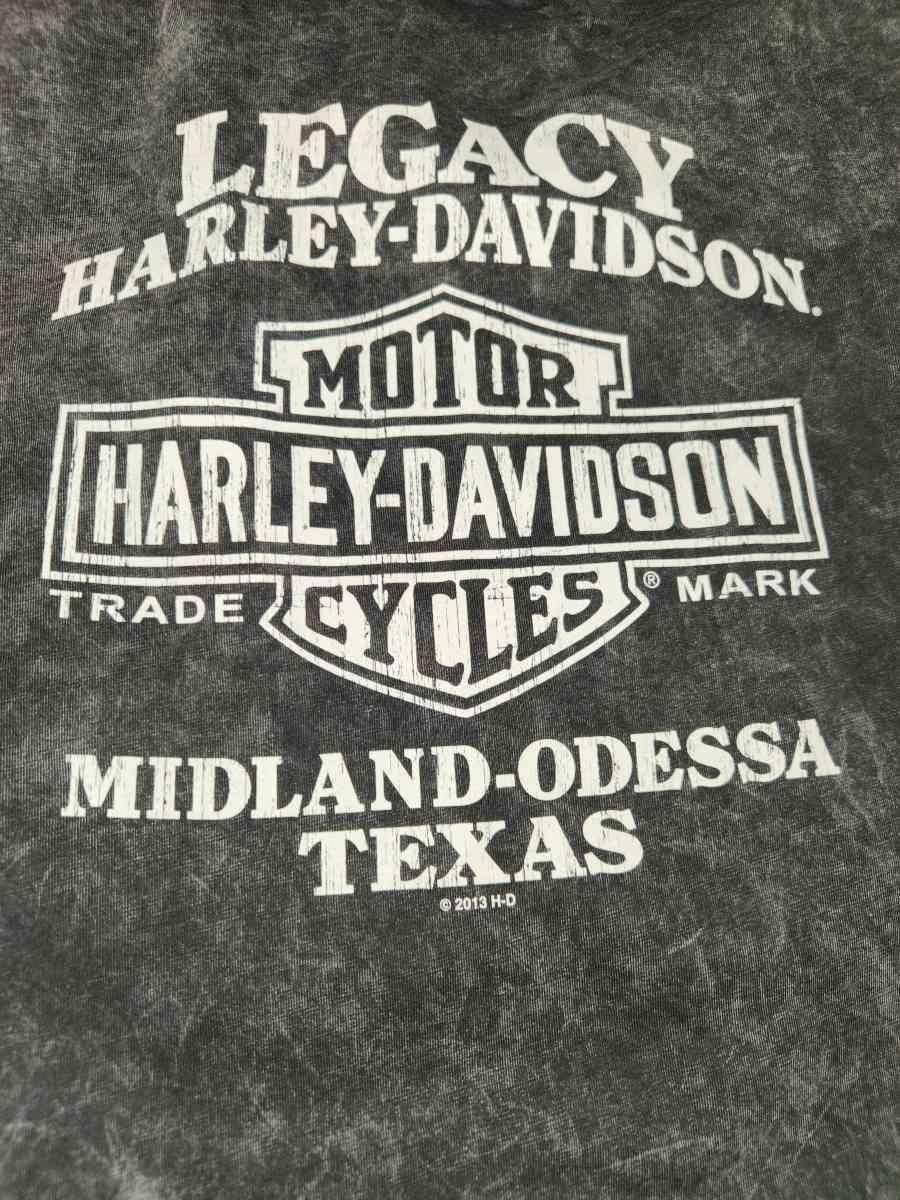 LEGACY
HARLEY-DAVIDSON.
MOTOR
HARLEY-DAVIDSON
TRADE CYCLES ® MARK
MIDLAND-ODESSA
TEXAS
© 2013 H-D